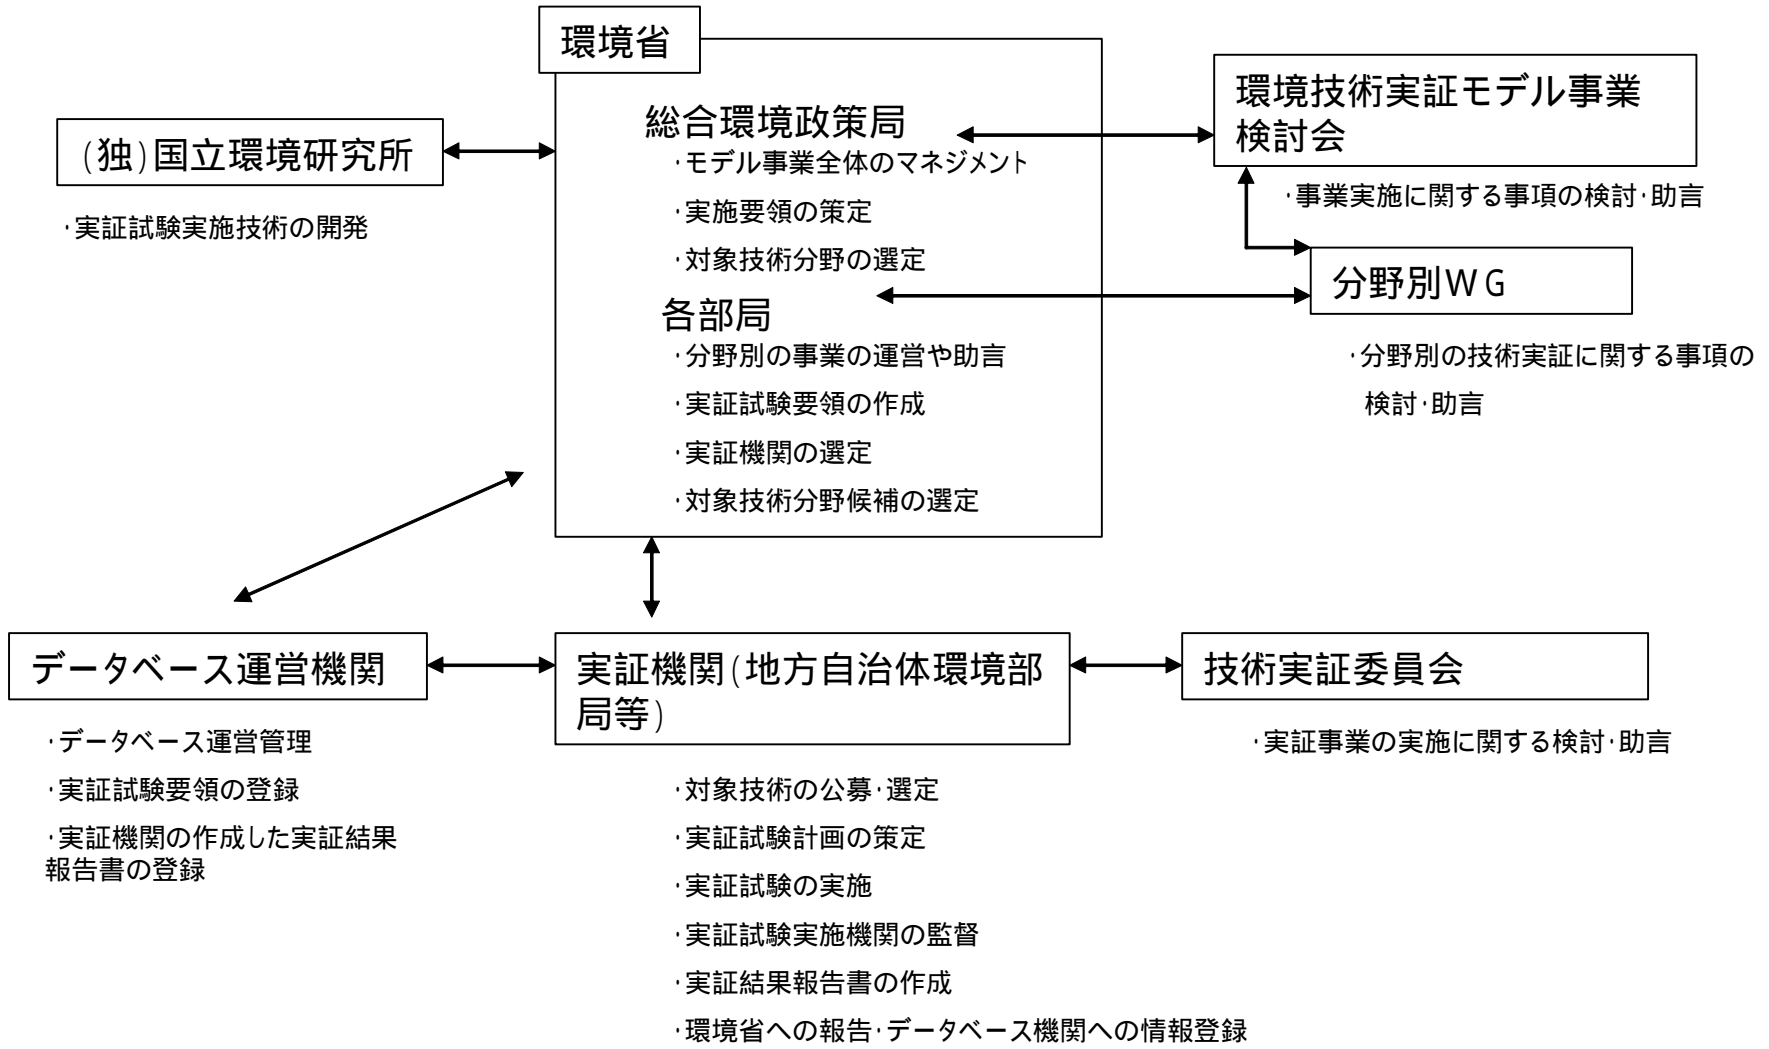 環境省
総合環境政策局
･モデル事業全体のマネジメント
･実施要領の策定
･対象技術分野の選定
各部局
･分野別の事業の運営や助言
･実証試験要領の作成
･実証機関の選定
･対象技術分野候補の選定
(独)国立環境研究所
･実証試験実施技術の開発
環境技術実証モデル事業
検討会
･事業実施に関する事項の検討･助言
分野別ＷＧ
･分野別の技術実証に関する事項の
検討･助言
データベース運営機関
･データベース運営管理
･実証試験要領の登録
･実証機関の作成した実証結果
報告書の登録
実証機関(地方自治体環境部
局等)
･対象技術の公募･選定
･実証試験計画の策定
･実証試験の実施
･実証試験実施機関の監督
･実証結果報告書の作成
･環境省への報告･データベース機関への情報登録
技術実証委員会
･実証事業の実施に関する検討･助言